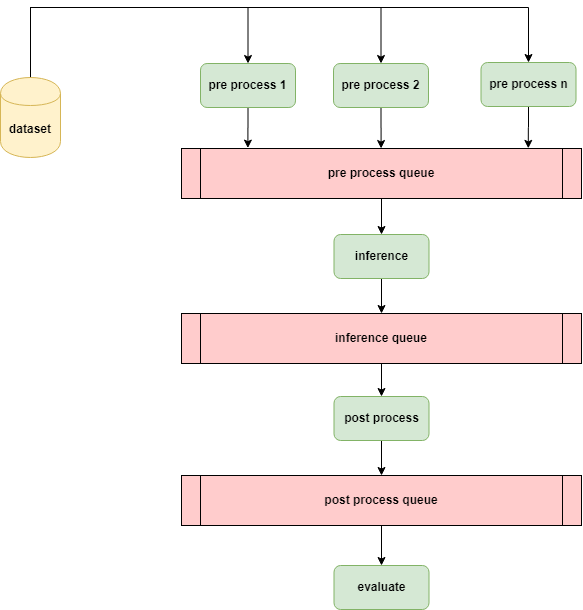 pre process 1
pre process 2
pre process n
dataset
pre process queue
inference
inference queue
post process
post process queue
evaluate